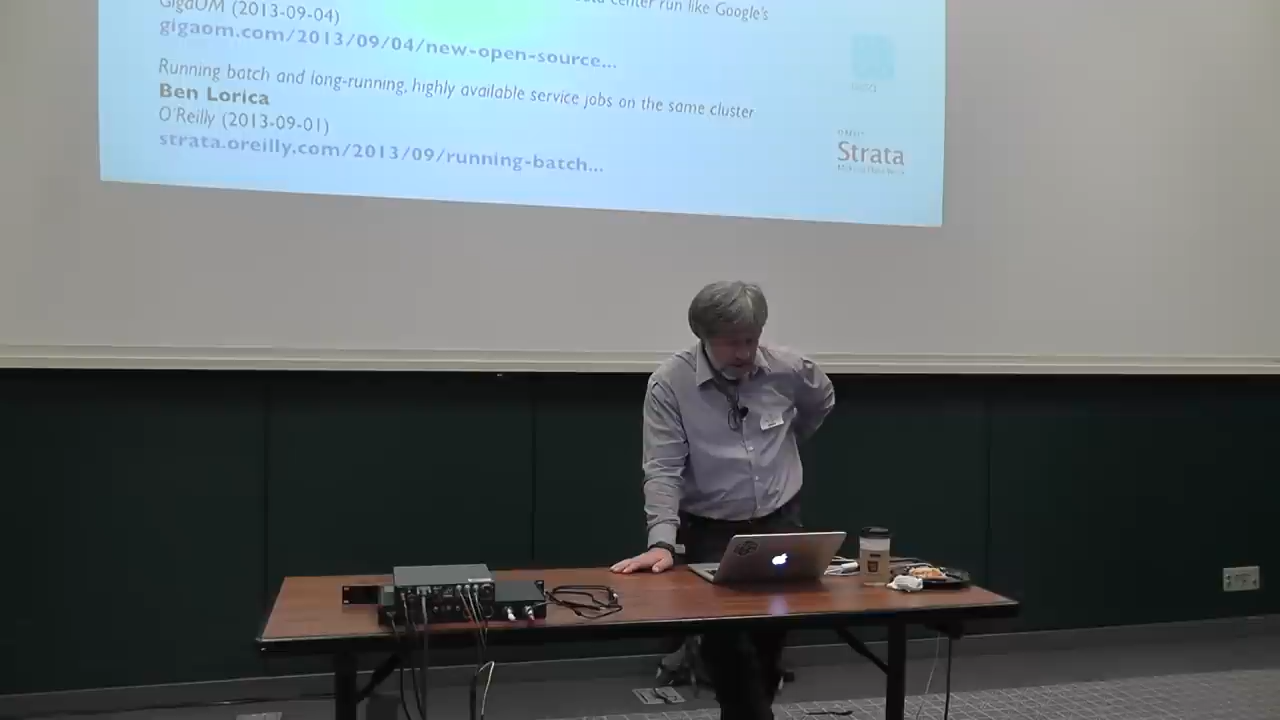 center run like Google's
GigaOM (2013-09-04)
gigaom.com/2013/09/04/new-open-source...
Running batch and long-running, highly available service jobs on the same cluster
Ben Lorica
O'Reilly (2013-09-01)
strata.oreilly.com/2013/09/running-batch...
Strata